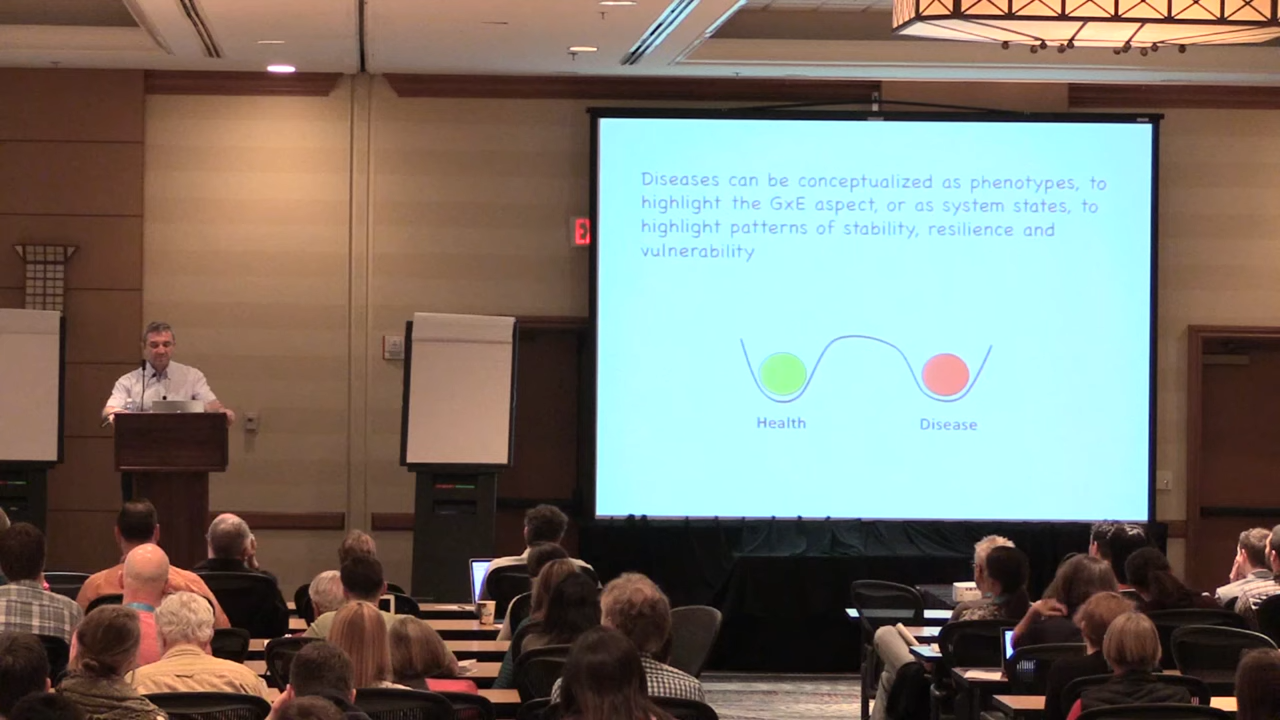 Diseases can be conceptualized as phenotypes, to
highlight the GxE aspect, or as system states, to
highlight patterns of stability, resilience and
vulnerability
Health
Disease